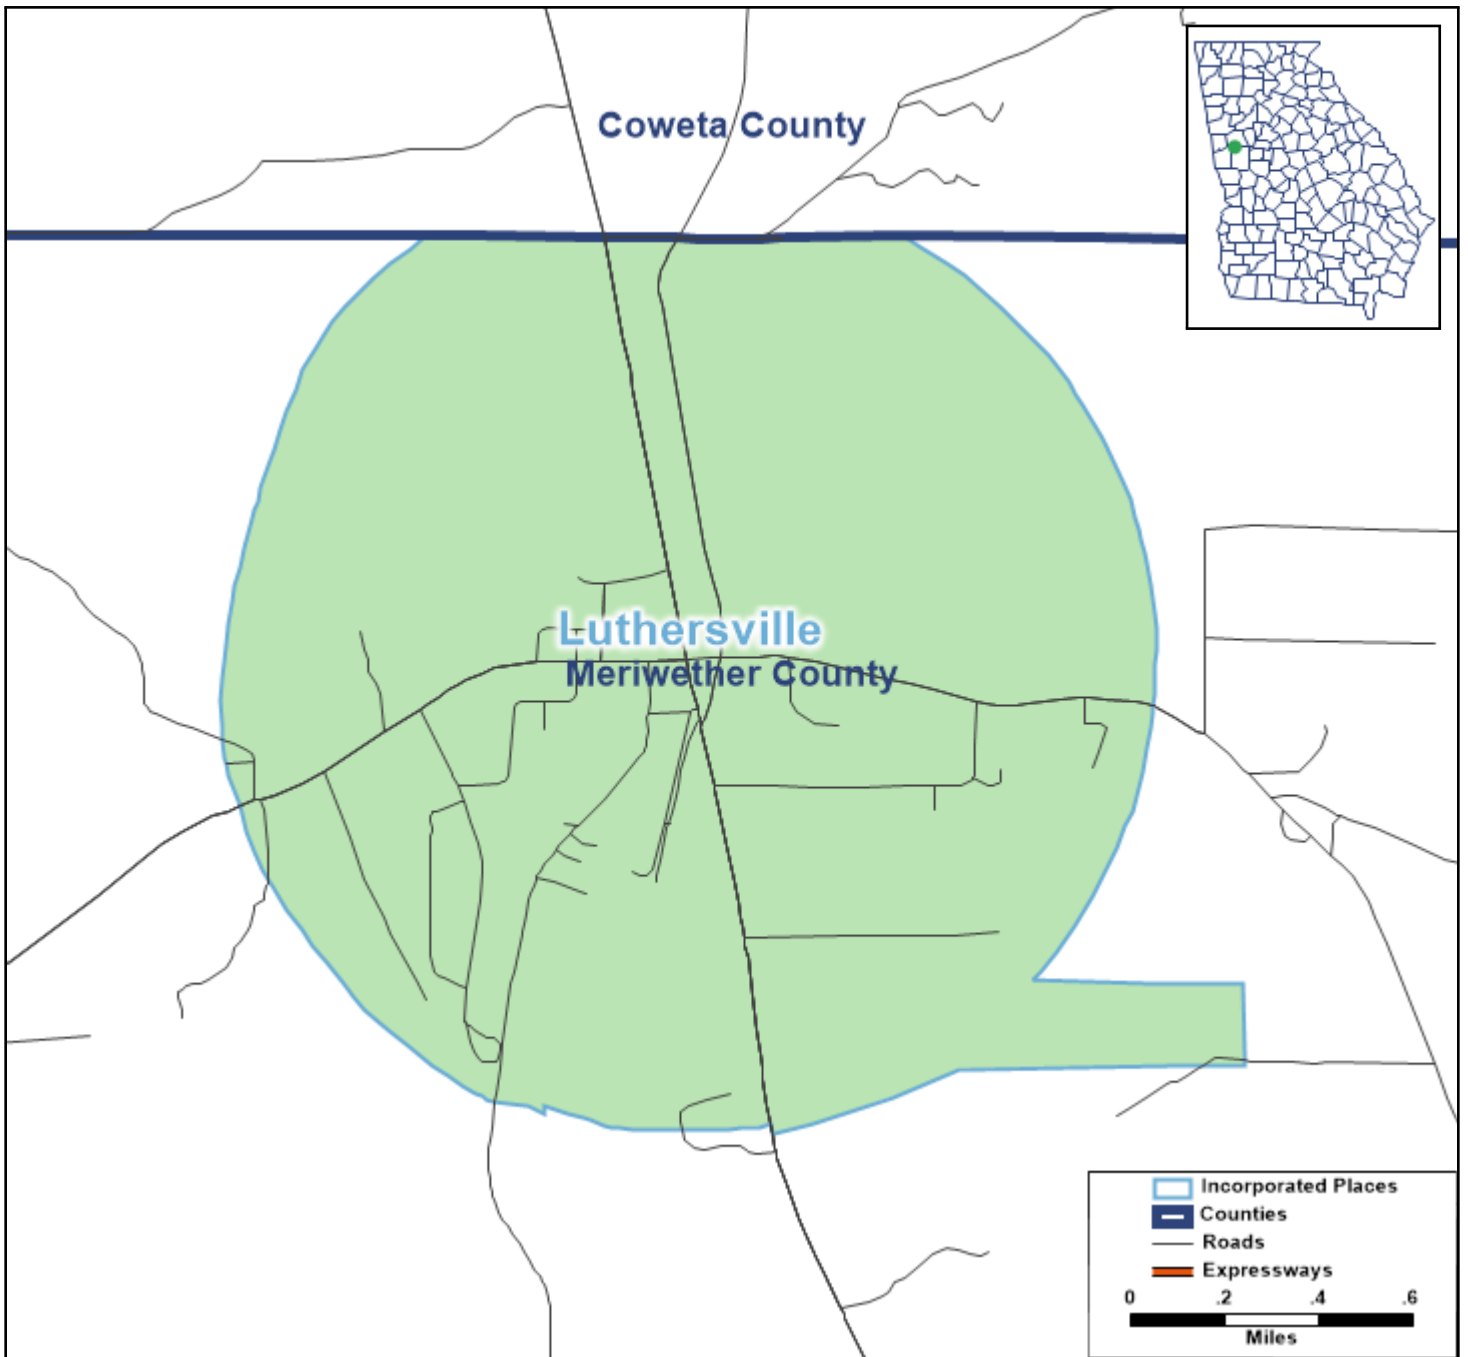 Coweta County
Luthersville
Meriwether County
Incorporated Places
Counties
Roads
Expressways
0 .2 .4 .6
Miles